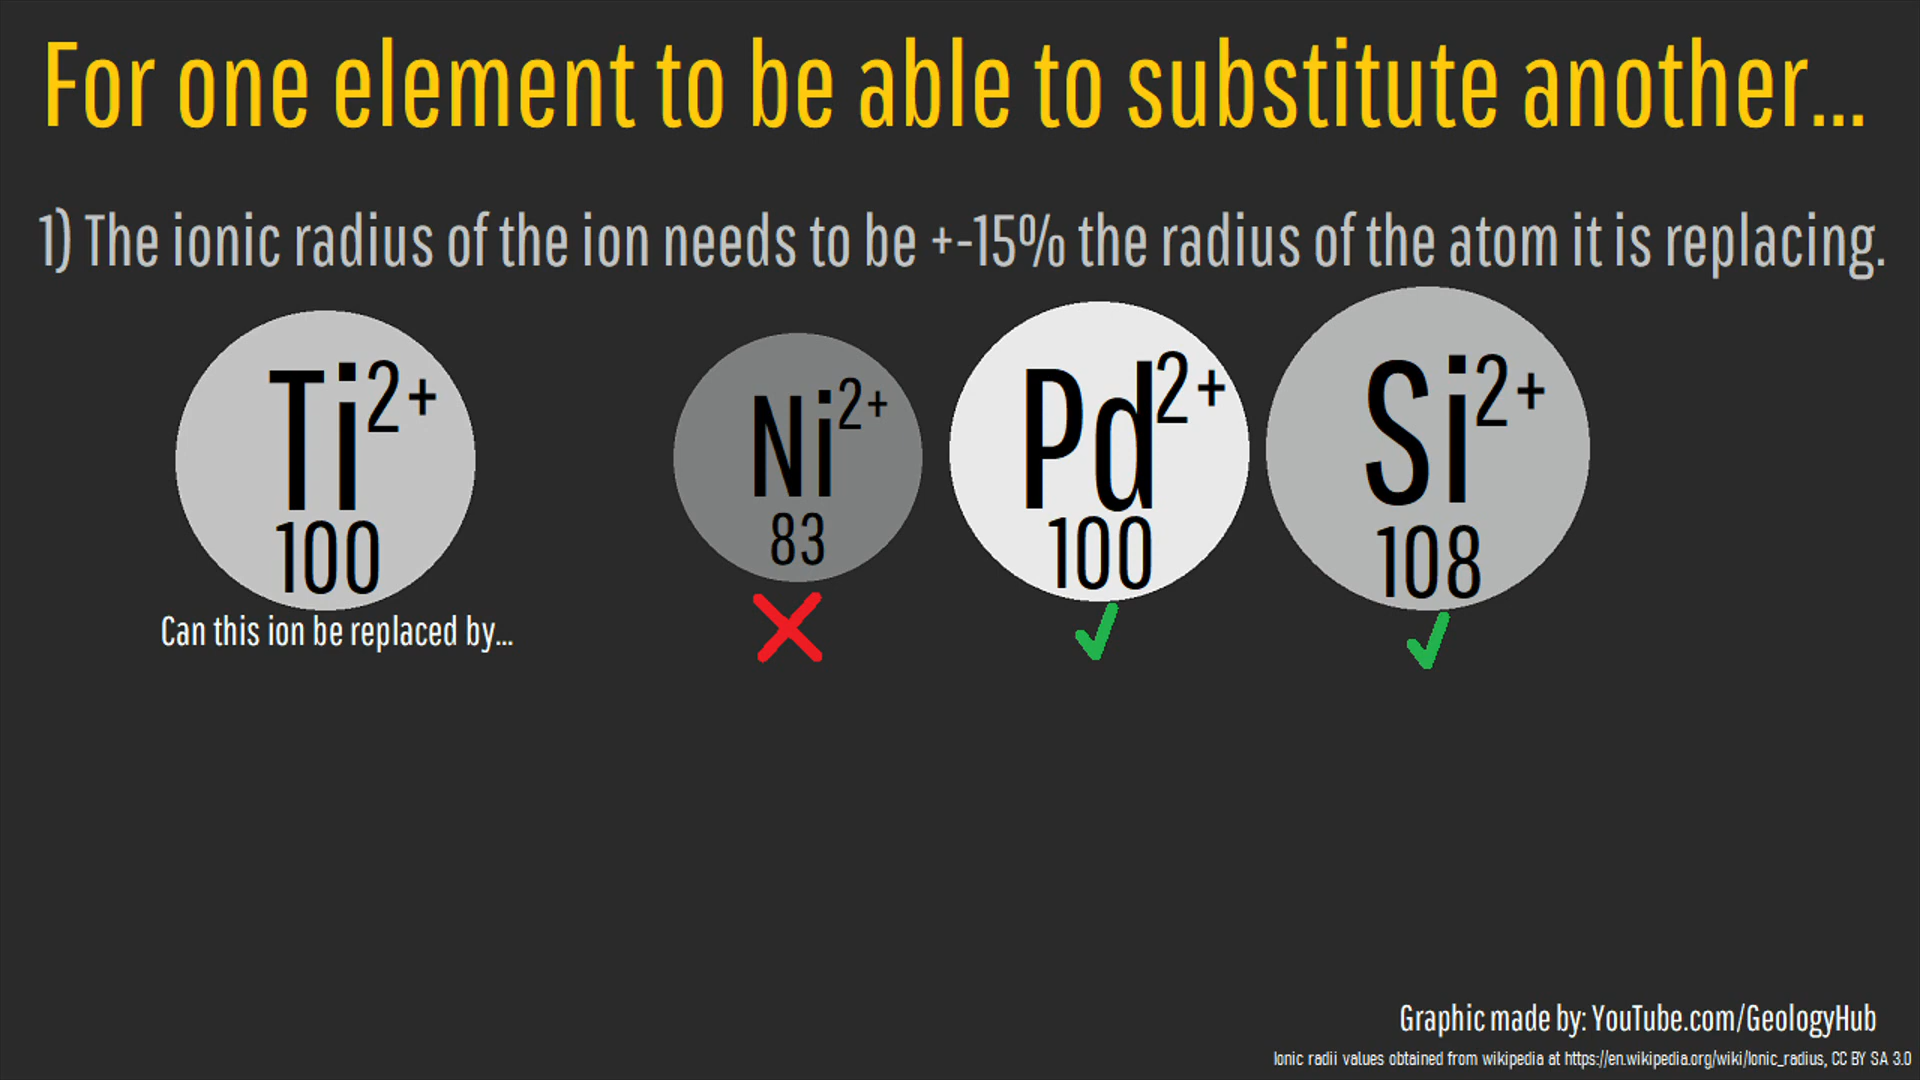 For one element to be able to substitute another...
1) The ionic radius of the ion needs to be +-15% the radius of the atom it is replacing.
Ti2+
100
Can this ion be replaced by...
Ni2+
83
Pd2+
100
Si2+
108
Graphic made by: YouTube.com/GeologyHub
Ionic radii values obtained from wikipedia at https://en.wikipedia.org/wiki/Ionic_radius, CC BY SA 3.0